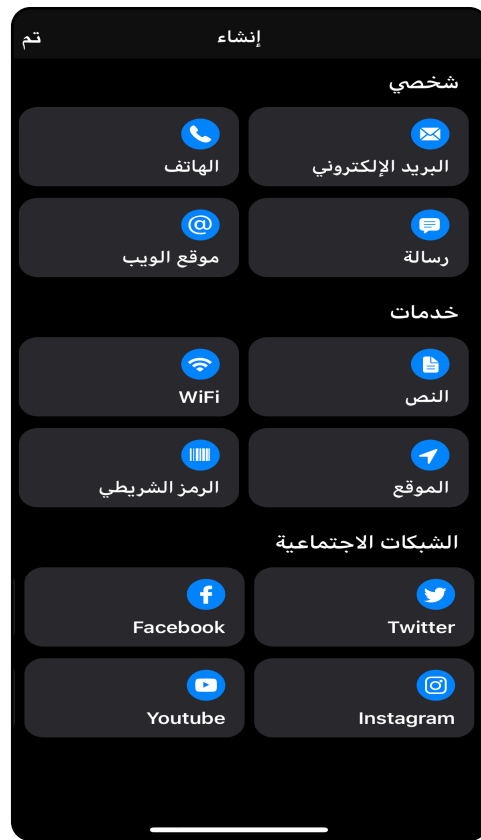 إنشاء
تم
شخصي
البريد الإلكتروني
الهاتف
رسالة
موقع الويب
خدمات
النص
WiFi
الموقع
الرمز الشريطي
الشبكات الاجتماعية
Twitter
Facebook
Instagram
Youtube